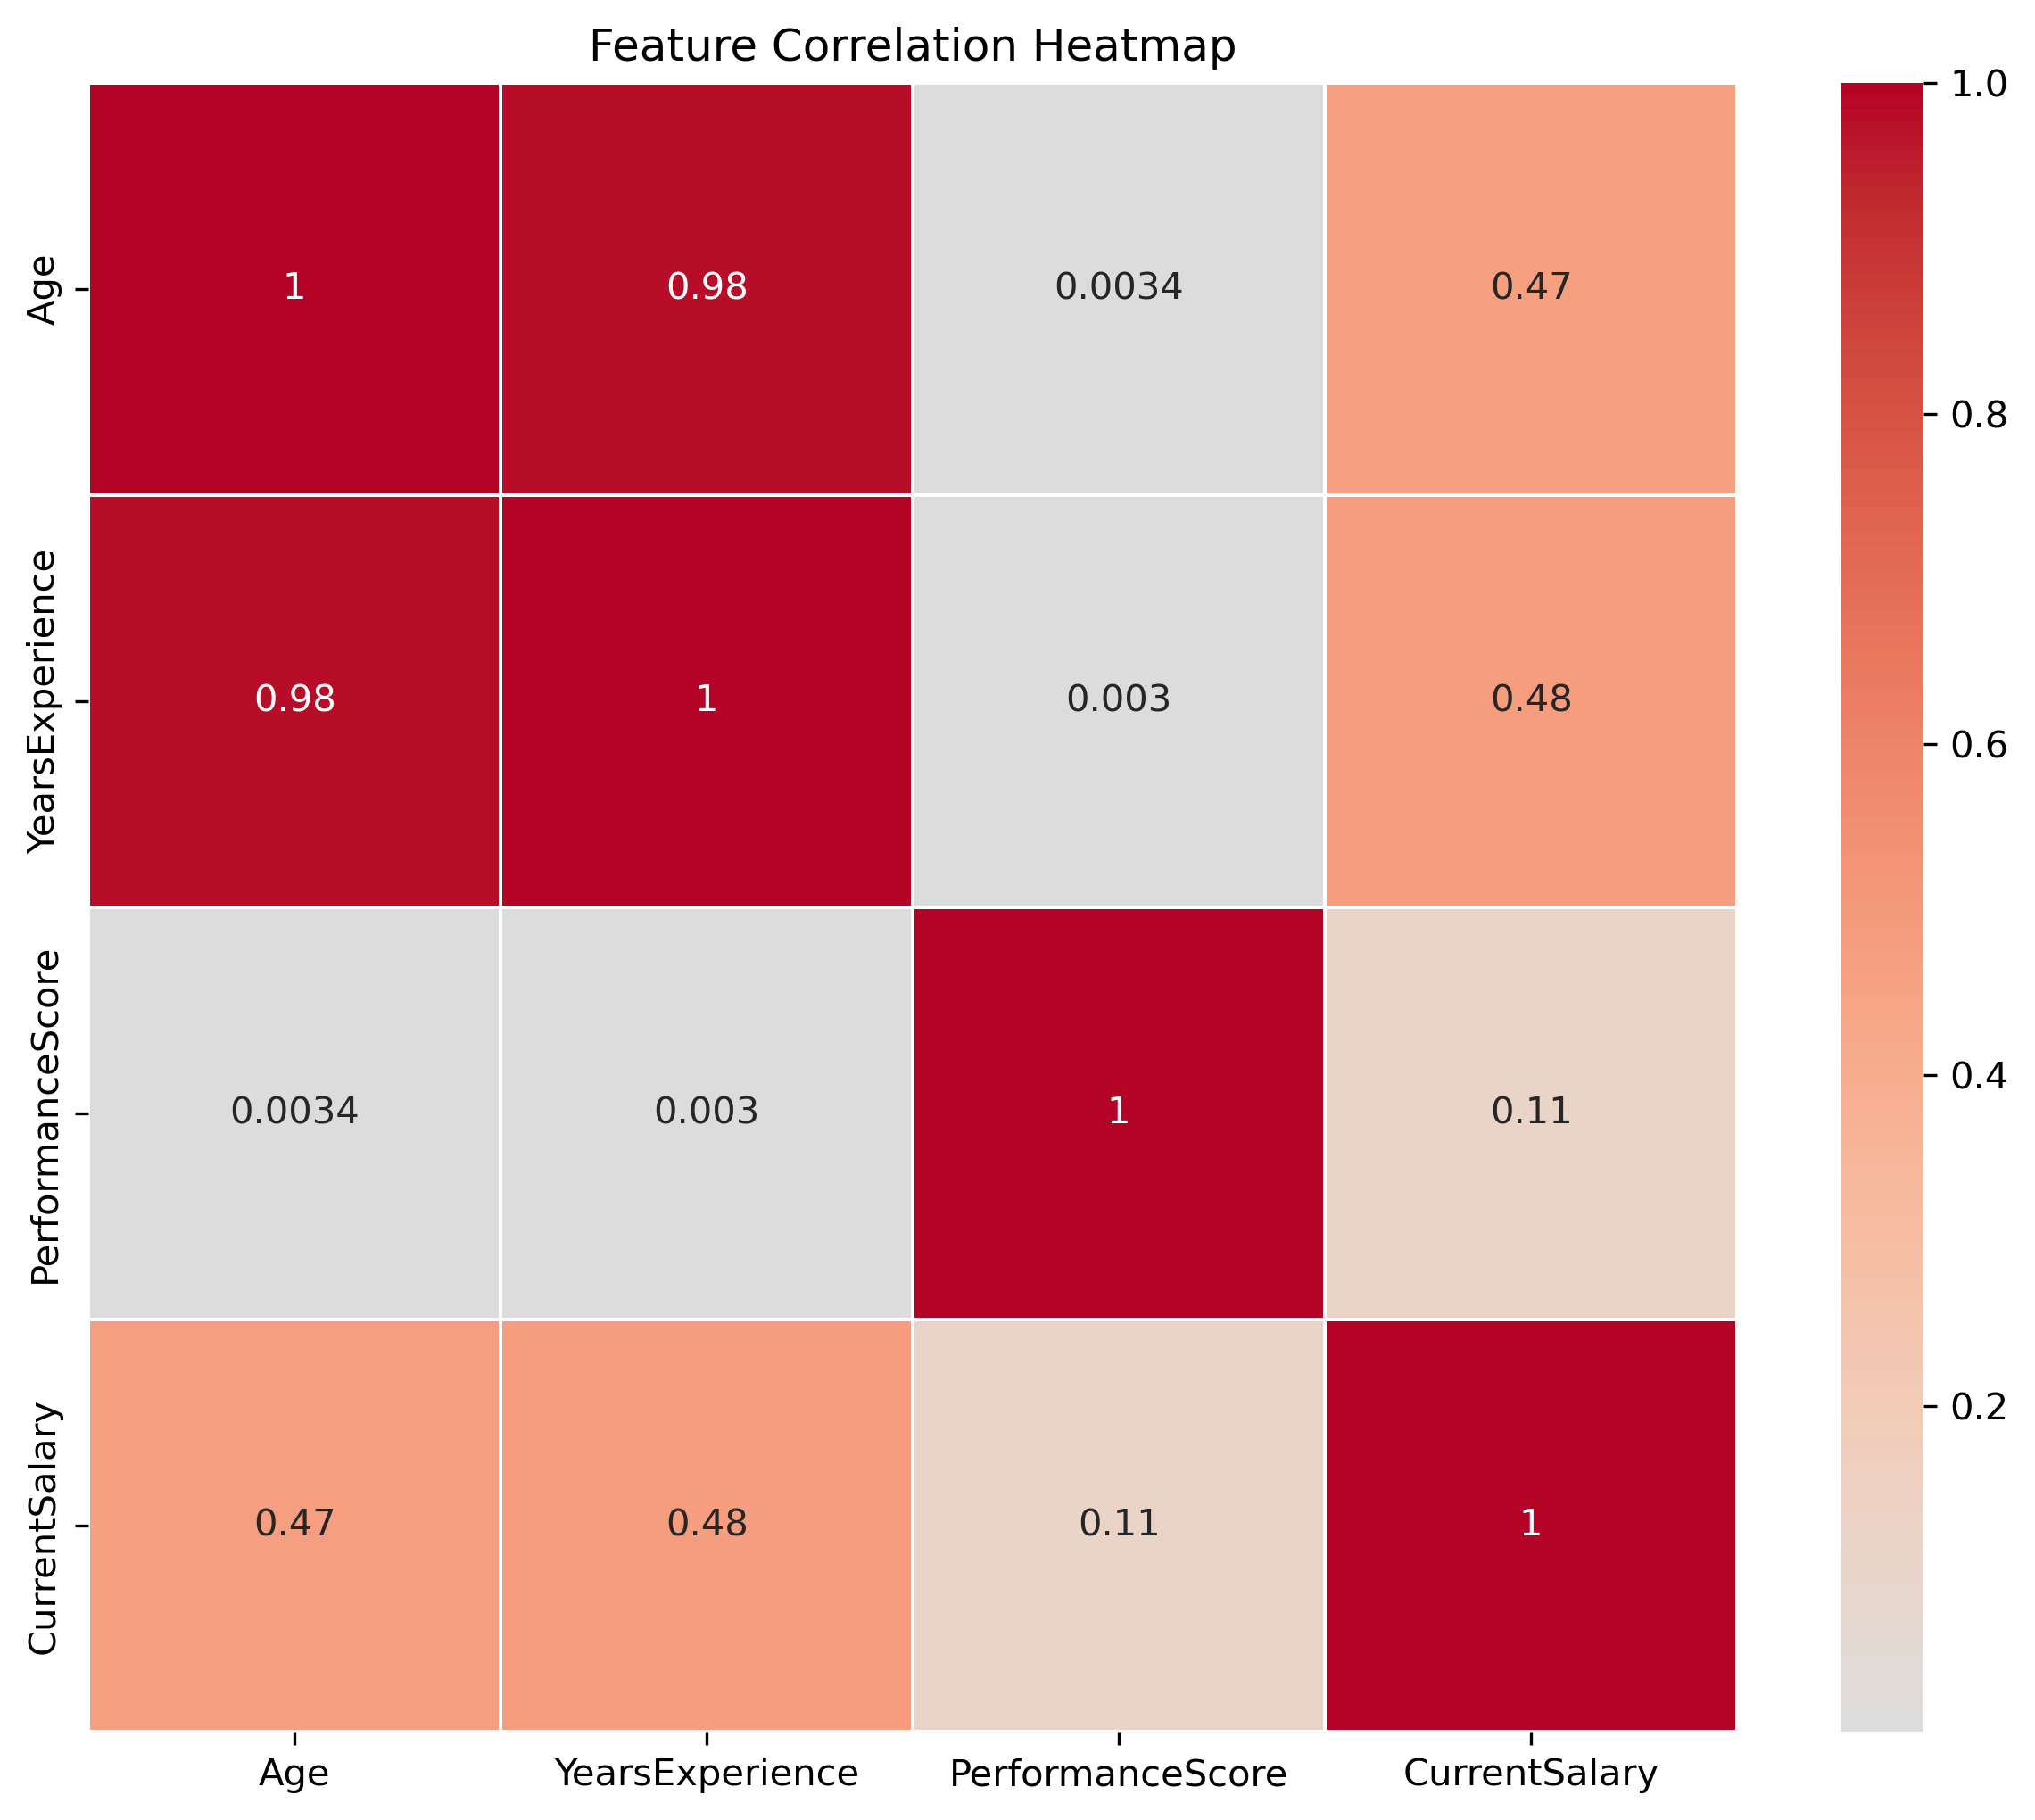 Feature Correlation Heatmap
Age 1 0.98 0.0034 0.47
YearsExperience 0.98 1 0.003 0.48
PerformanceScore 0.0034 0.003 1 0.11
CurrentSalary 0.47 0.48 0.11 1
Age YearsExperience PerformanceScore CurrentSalary
1.0
0.8
0.6
0.4
0.2